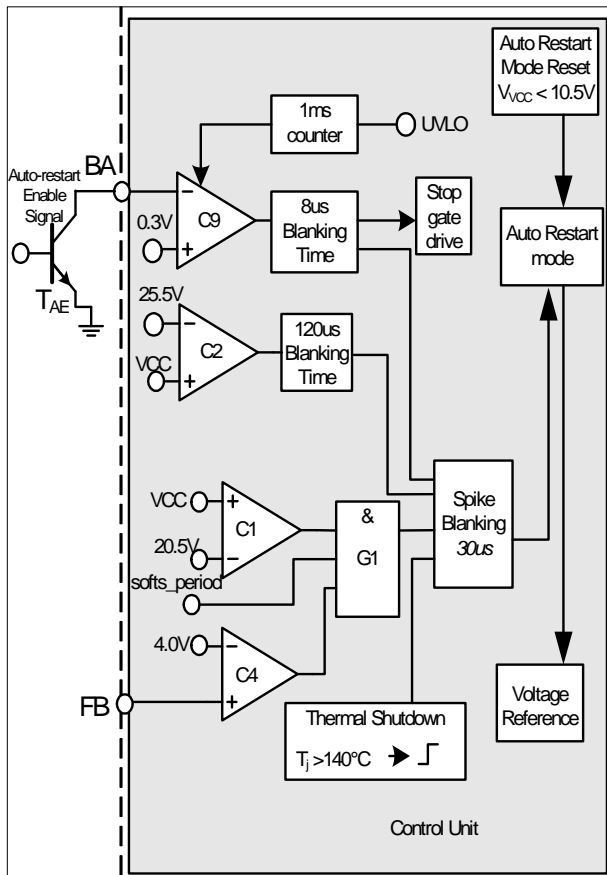 Auto Restart
Mode Reset
VVCC < 10.5V
1ms
counter
UVLO
BA
Auto-restart
Enable
Signal
TAE
0.3V
−
+
C9
8us
Blanking
Time
Stop
gate
drive
Auto Restart
mode
25.5V
VCC
−
+
C2
120us
Blanking
Time
VCC
20.5V
+
−
C1
softs_period
&
G1
Spike
Blanking
30us
4.0V
−
+
C4
FB
Thermal Shutdown
Tj >140°C
Voltage
Reference
Control Unit